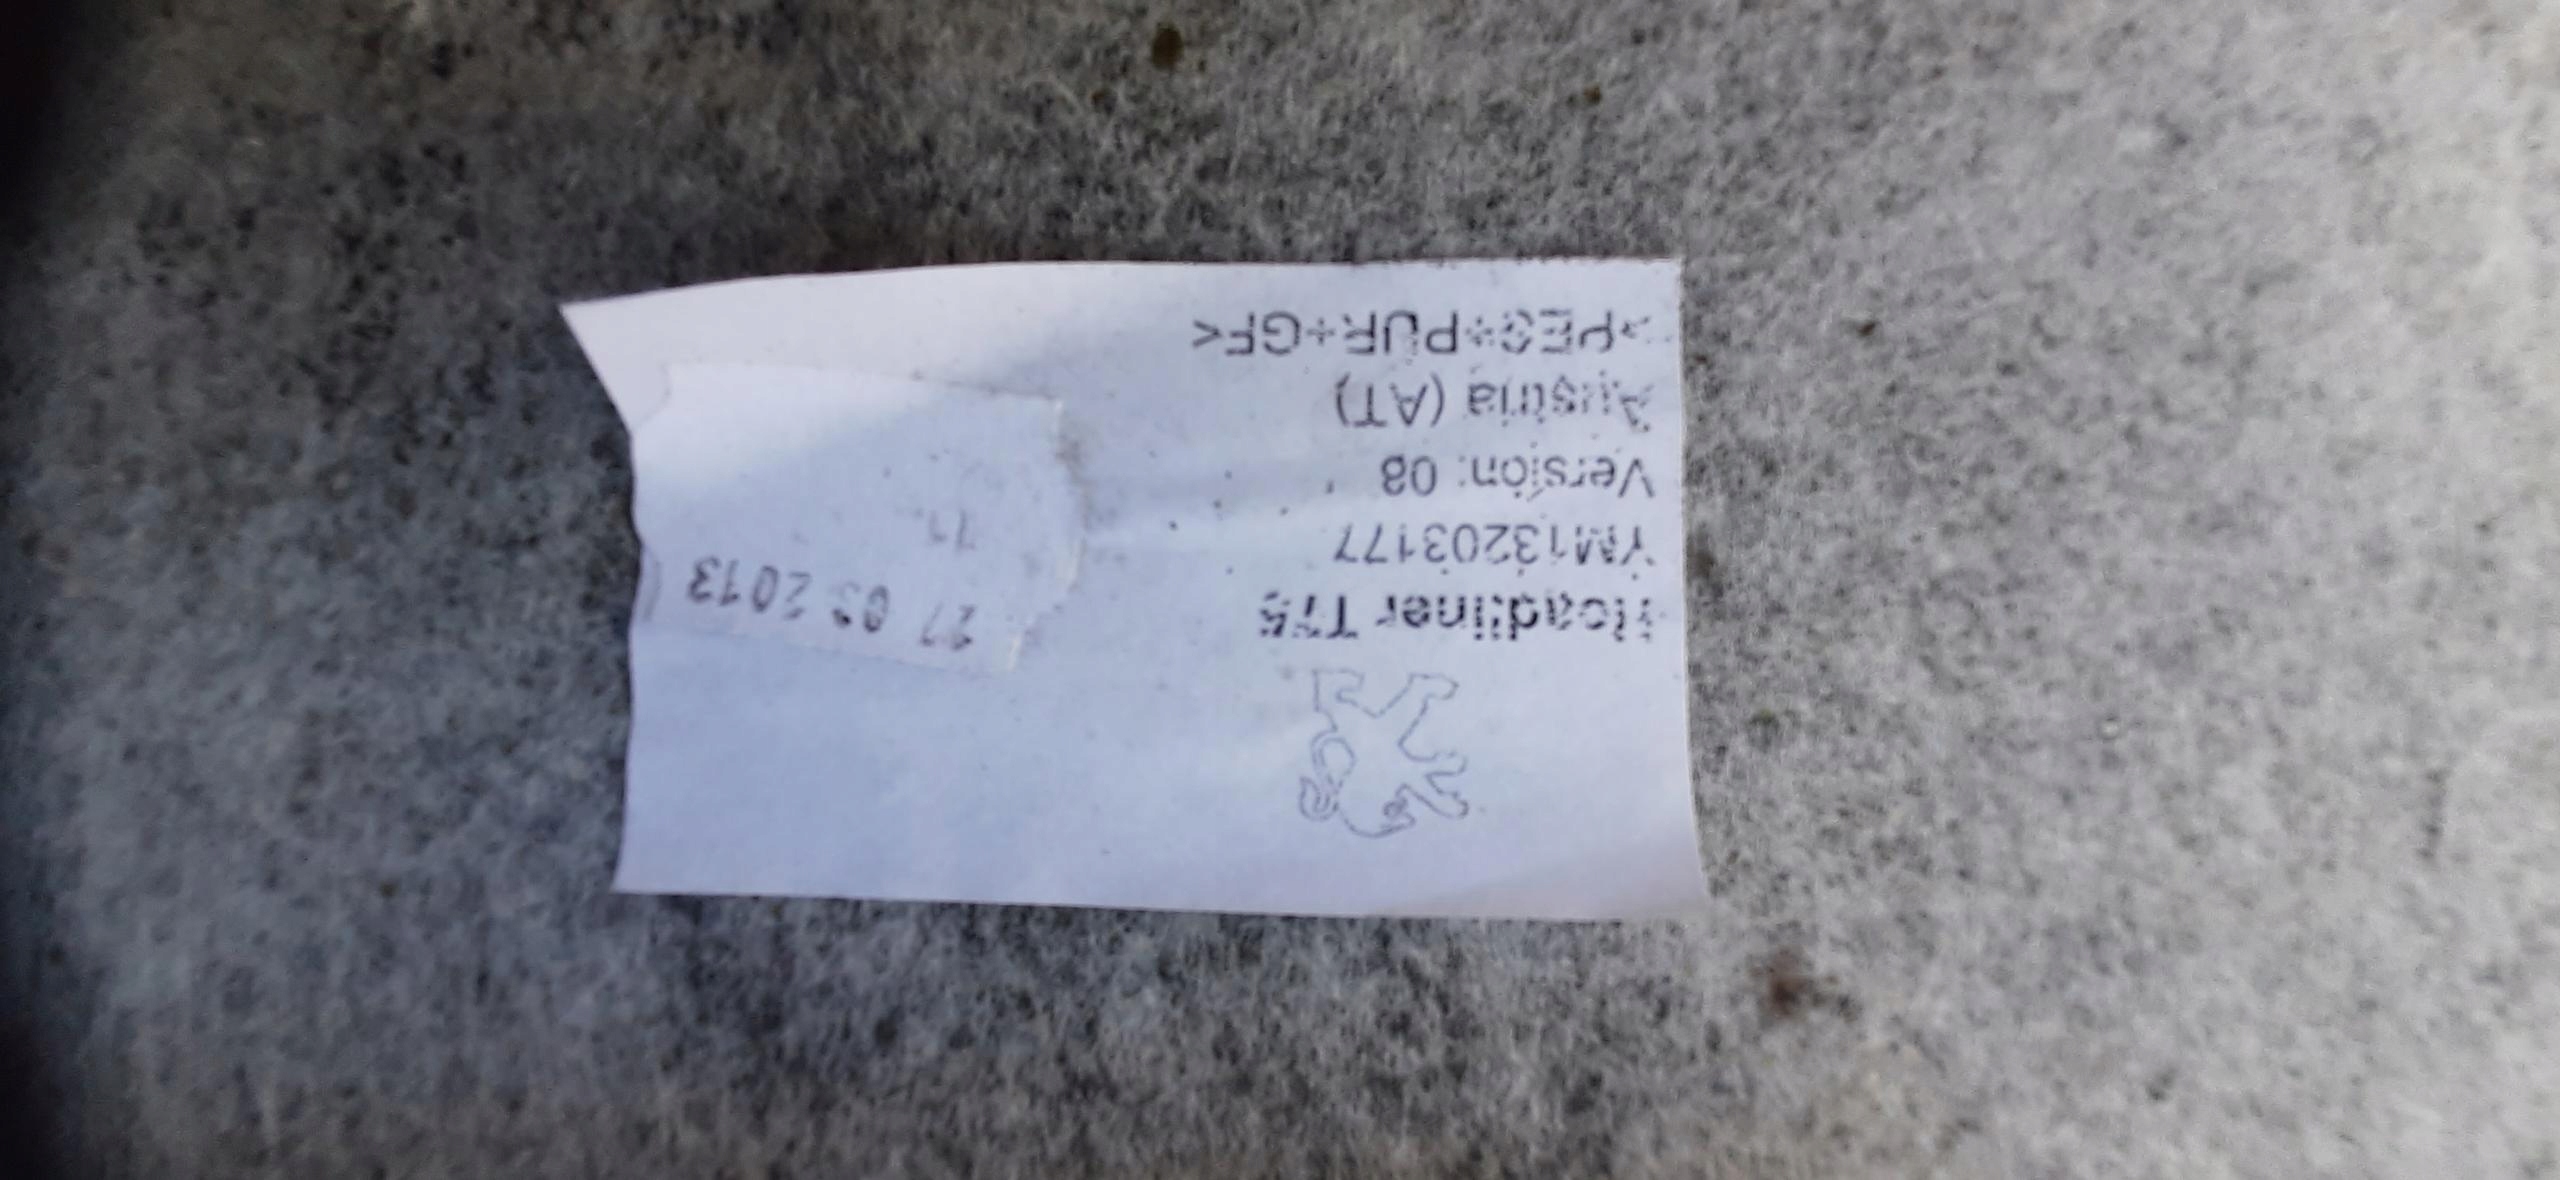 Headliner T75
YM13203177
Version: 08
Austria (AT)
>PES+PUR+GF<
27 03 2013
11